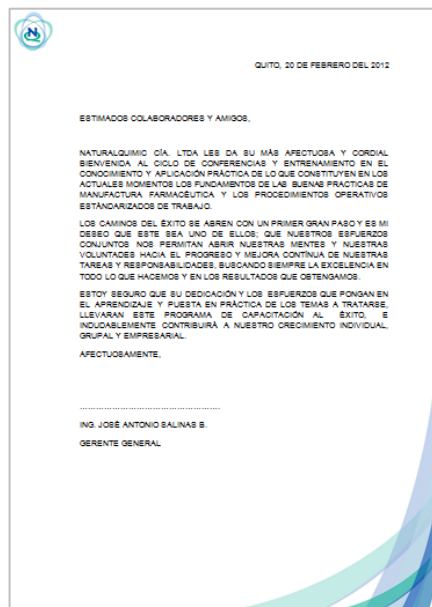 QUITO, 20 DE FEBRERO DEL 2012
ESTIMADOS COLABORADORES Y AMIGOS,
NATURALQUIMIC CÍA. LTDA LES DA SU MÁS AFECTUOSA Y CORDIAL
BIENVENIDA AL CICLO DE CONFERENCIAS Y ENTRENAMIENTO EN EL
CONOCIMIENTO Y APLICACIÓN PRÁCTICA DE LO QUE CONSTITUYEN EN LOS
ACTUALES MOMENTOS LOS FUNDAMENTOS DE LAS BUENAS PRACTICAS DE
MANUFACTURA FARMACÉUTICA Y LOS PROCEDIMIENTOS OPERATIVOS
ESTÁNDARIZADOS DE TRABAJO.
LOS CAMINOS DEL ÉXITO SE ABREN CON UN PRIMER GRAN PASO Y ES MI
DESEO QUE ESTE SEA UNO DE ELLOS; QUE NUESTROS ESFUERZOS
CONJUNTOS NOS PERMITAN ABRIR NUESTRAS MENTES Y NUESTRAS
VOLUNTADES HACIA EL PROGRESO Y MEJORA CONTÍNUA DE NUESTRAS
TAREAS Y RESPONSABILIDADES, BUSCANDO SIEMPRE LA EXCELENCIA EN
TODO LO QUE HACEMOS Y EN LOS RESULTADOS QUE OBTENGAMOS.
ESTOY SEGURO QUE SU DEDICACIÓN Y LOS ESFUERZOS QUE PONGAN EN
EL APRENDIZAJE Y PUESTA EN PRÁCTICA DE LOS TEMAS A TRATARSE,
LLEVARAN ESTE PROGRAMA DE CAPACITACIÓN AL ÉXITO, E
INDUDABLEMENTE CONTRIBUIRÁ A NUESTRO CRECIMIENTO INDIVIDUAL,
GRUPAL Y EMPRESARIAL.
AFECTUOSAMENTE,
ING. JOSÉ ANTONIO SALINAS B.
GERENTE GENERAL